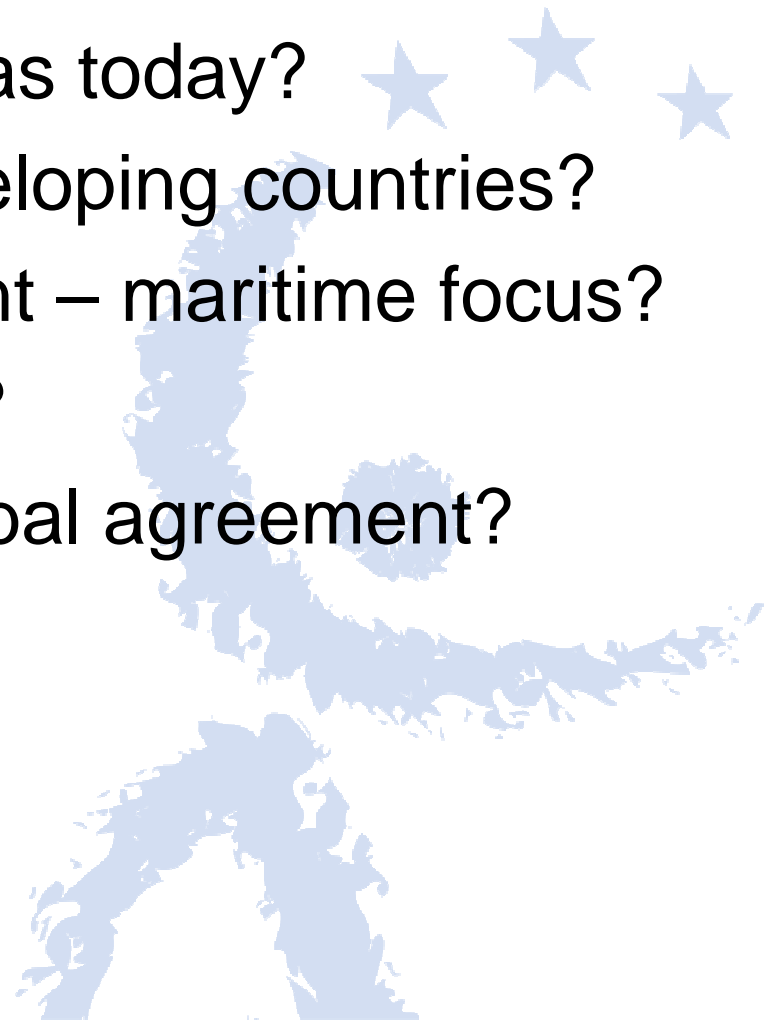 as today?
eloping countries?
nt – maritime focus?
?
bal agreement?